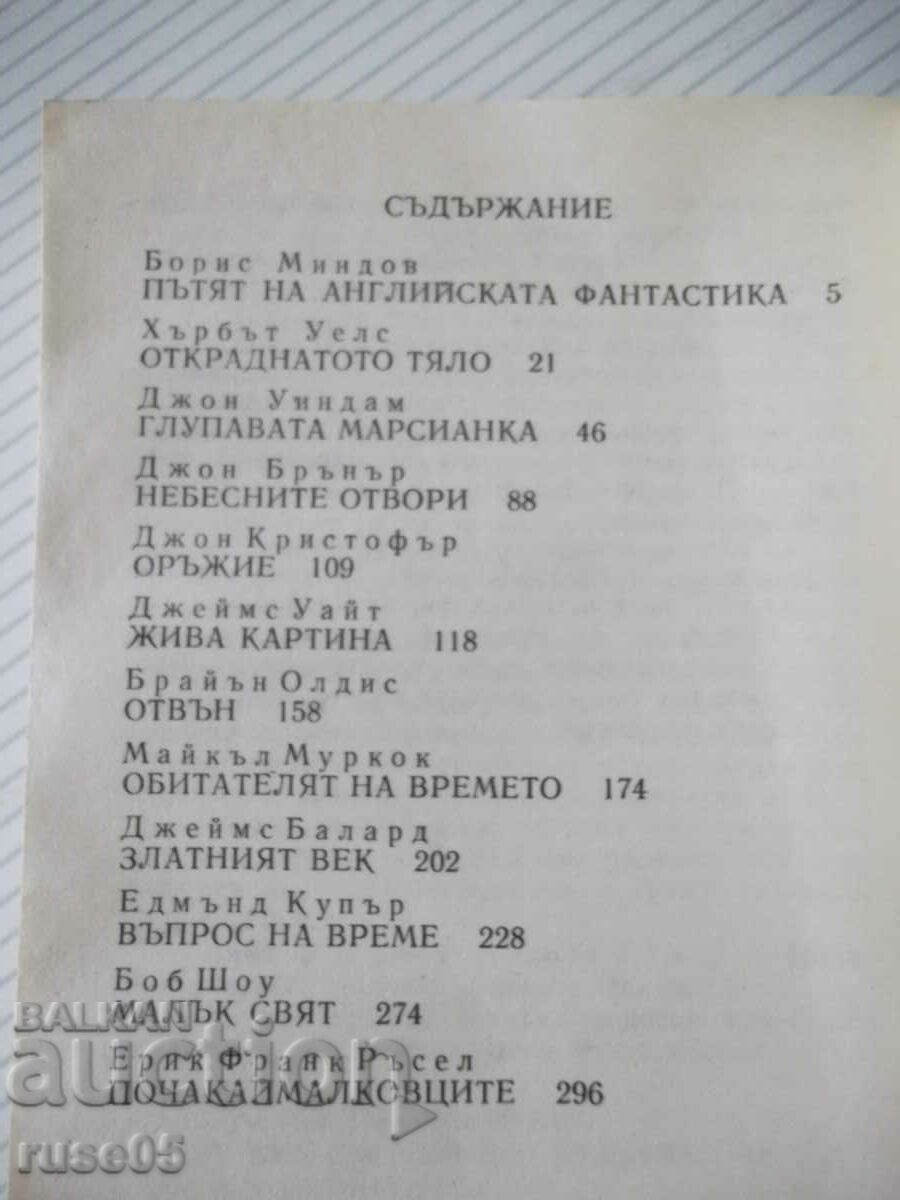 СЪДЪРЖАНИЕ
Борис Миндов
ПЪТЯТ НА АНГЛИЙСКАТА ФАНТАСТИКА 5
Хърбът Уелс
ОТКРАДНАТОТО ТЯЛО 21
Джон Уиндам
ГЛУПАВАТА МАРСИАНКА 46
Джон Брънър
НЕБЕСНИТЕ ОТВОРИ 88
Джон Кристофър
ОРЪЖИЕ 109
Джеймс Уайт
ЖИВА КАРТИНА 118
Брайън Олдис
ОТВЪН 158
Майкъл Муркок
ОБИТАТЕЛЯТ НА ВРЕМЕТО 174
Джеймс Балард
ЗЛАТНИЯТ ВЕК 202
Едмънд Купър
ВЪПРОС НА ВРЕМЕ 228
Боб Шоу
МАЛЪК СВЯТ 274
Ерик Франк Ръсел
ПОЧАКАЛМАЛКОВЦИТЕ 296
BALKAN
auction
ruse05